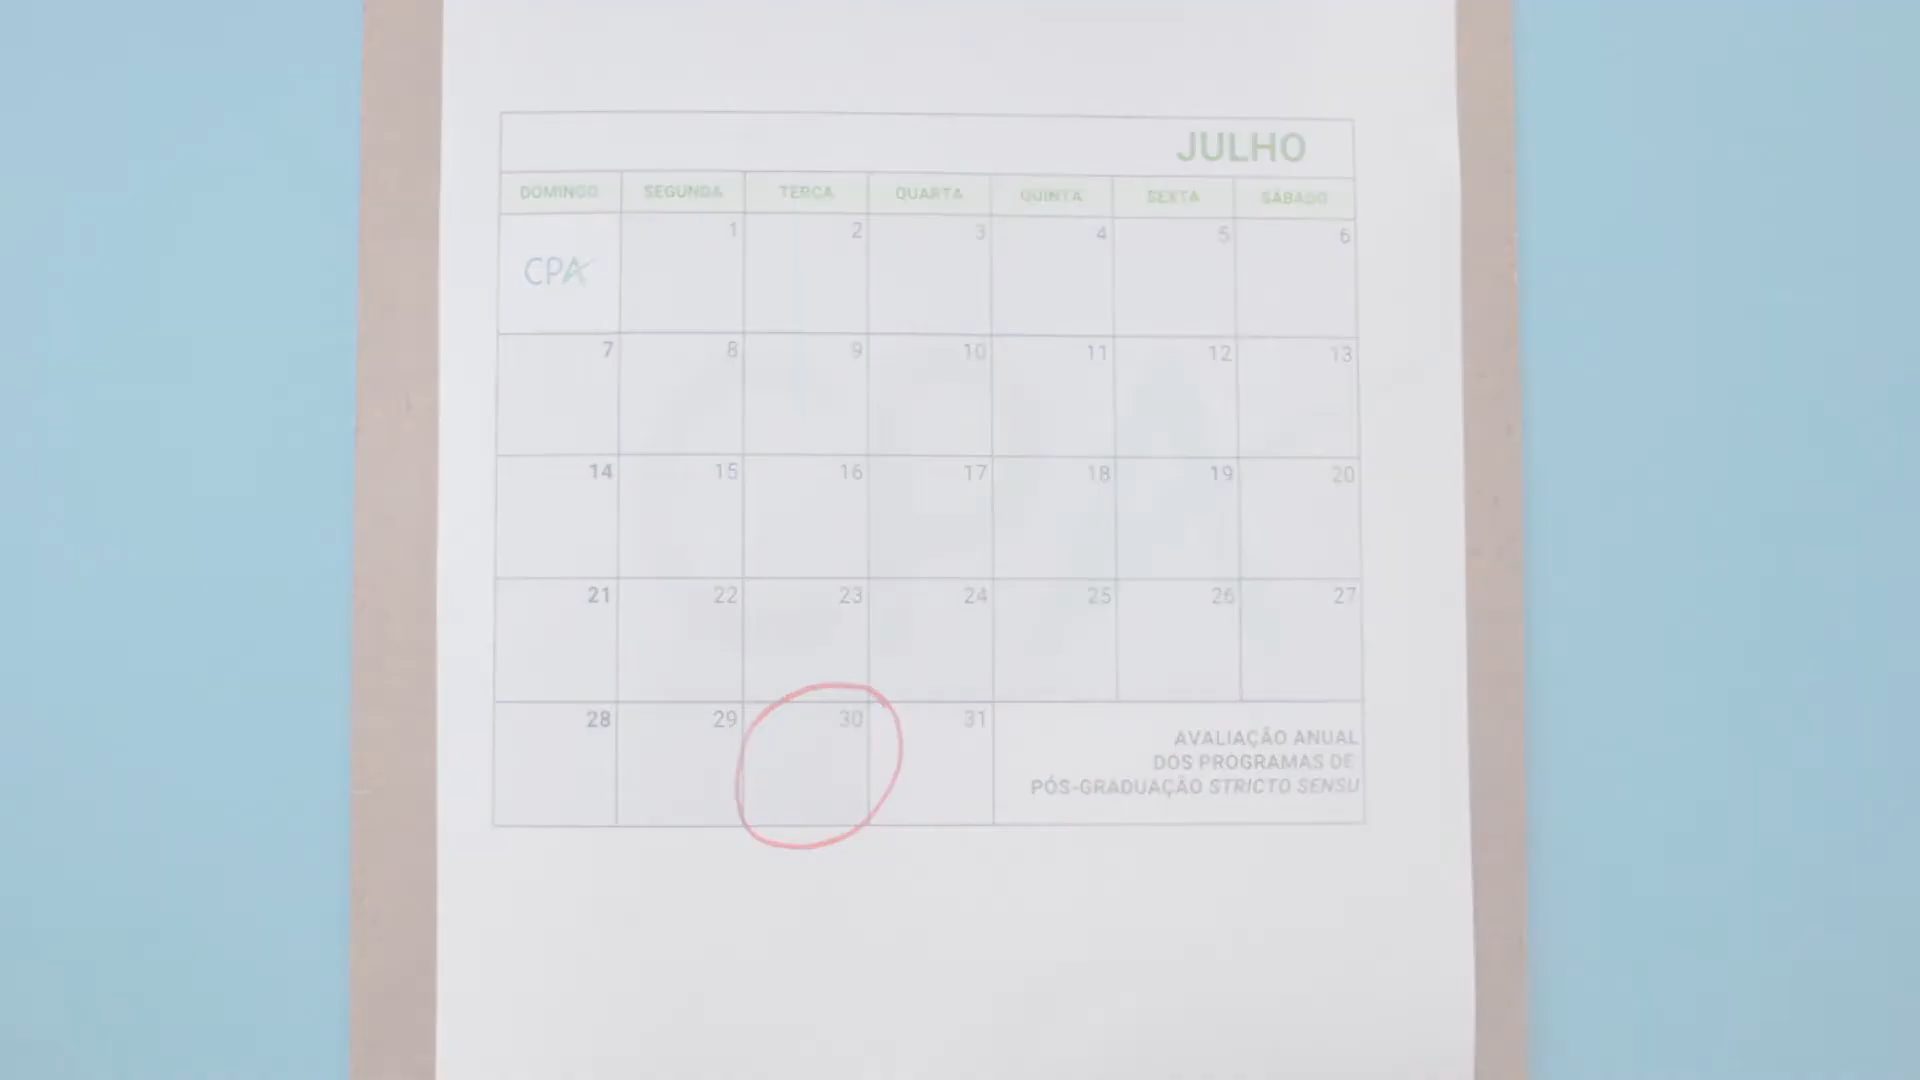 JULHO
DOMINGO SEGUNDA TERÇA QUARTA QUINTA SEXTA SÁBADO
1 2 3 4 5 6
CPA
7 8 9 10 11 12 13
14 15 16 17 18 19 20
21 22 23 24 25 26 27
28 29 30 31
AVALIAÇÃO ANUAL
DOS PROGRAMAS DE
PÓS-GRADUAÇÃO STRICTO SENSU